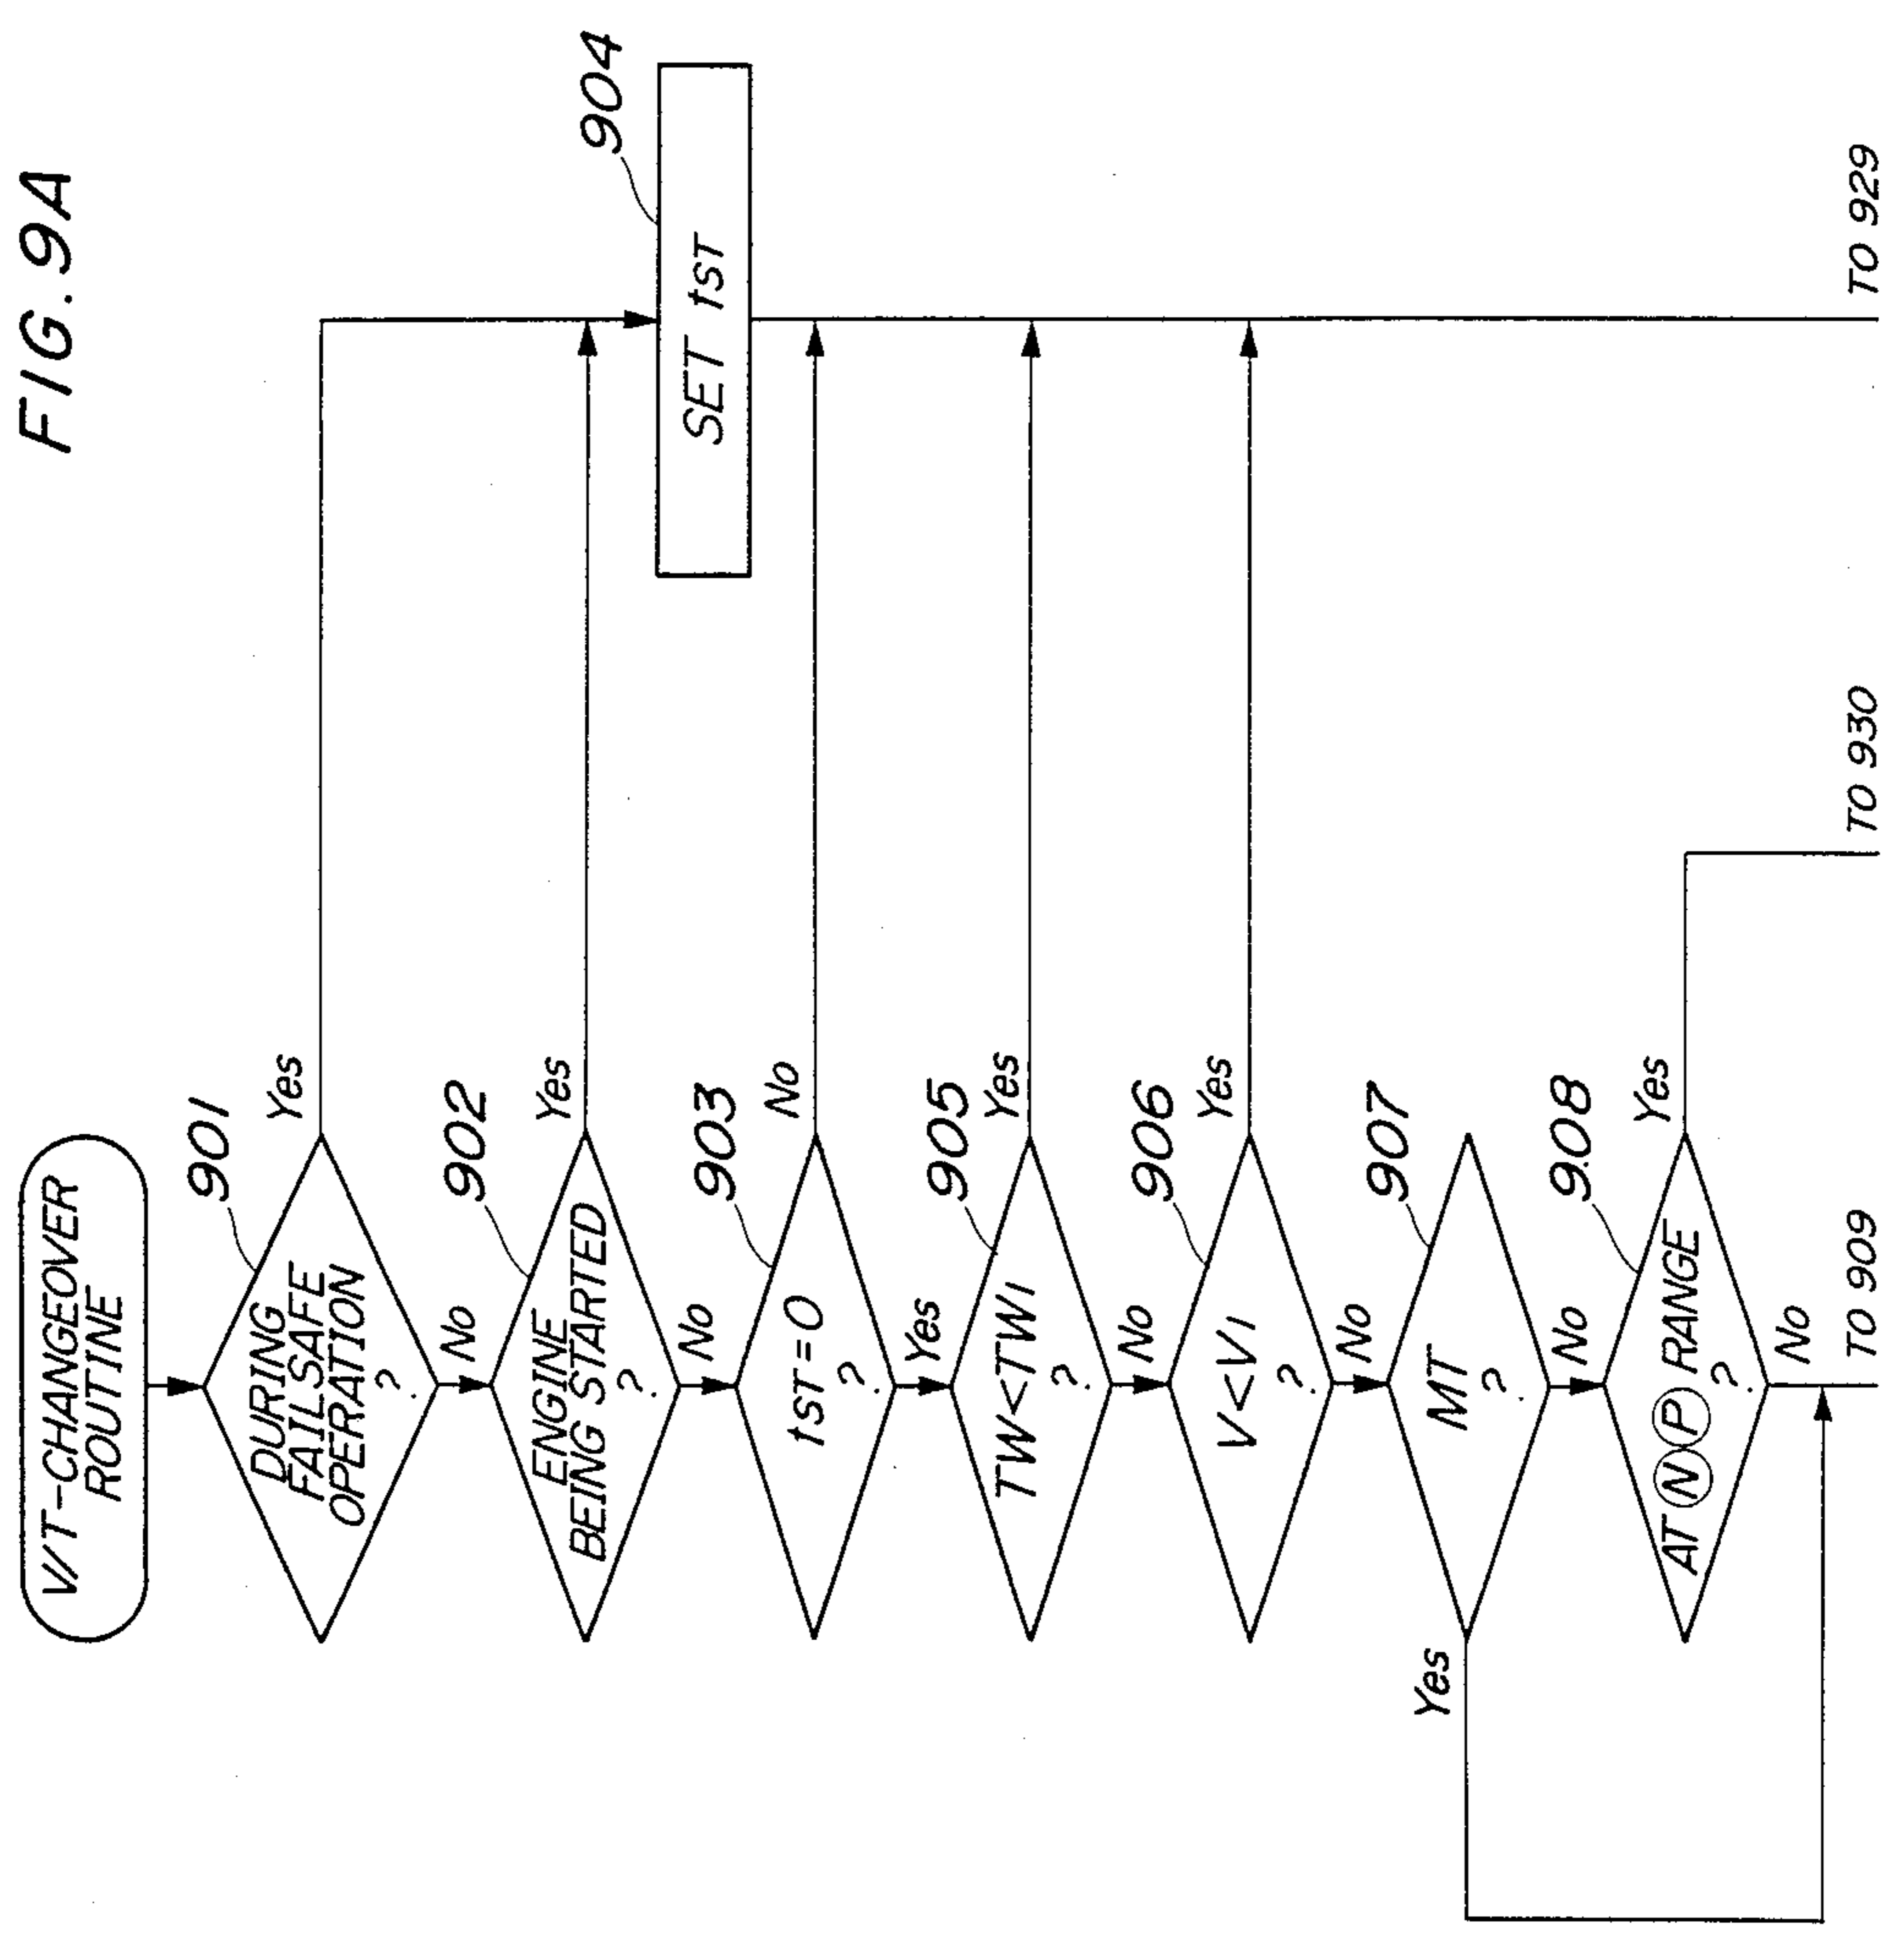 FIG. 9A
V/T-CHANGEOVER
ROUTINE
901
DURING
FAILSAFE
OPERATION
?
Yes
No
902
ENGINE
BEING STARTED
?
Yes
904
SET tST
No
903
tST=0
?
No
Yes
905
TW<TW1
?
Yes
No
906
V<V1
?
Yes
No
907
MT
?
Yes
No
908
AT N P RANGE
?
Yes
No
TO 909
TO 930
TO 929